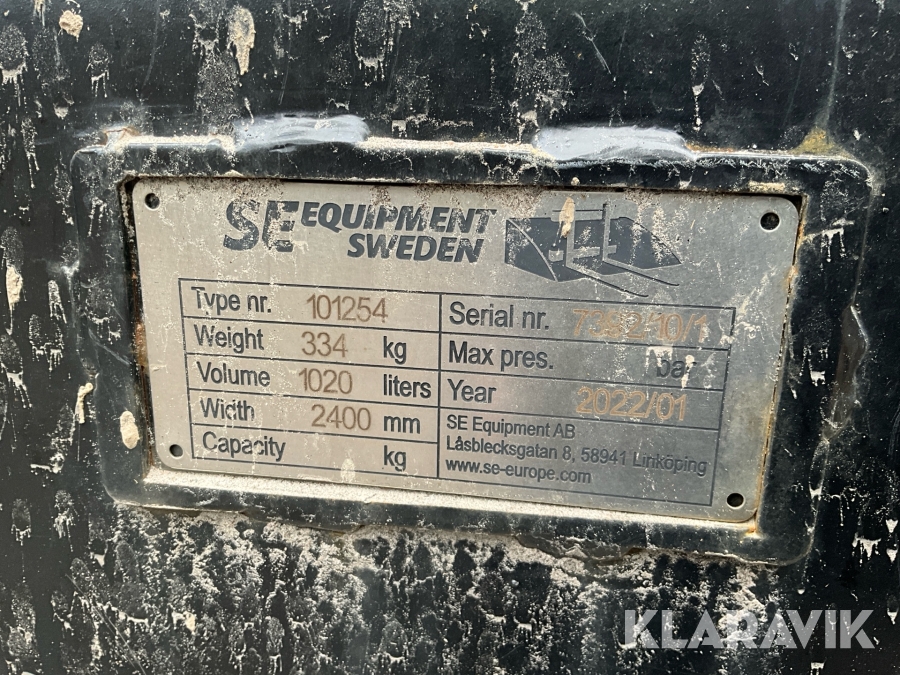 SE EQUIPMENT
SWEDEN
Type nr. 101254
Weight 334 kg
Volume 1020 liters
Width 2400 mm
Capacity kg
Serial nr.
Max pres. bar
Year 2022/01
SE Equipment AB
Låsblecksgatan 8, 58941 Linköping
www.se-europe.com
KLARAVIK